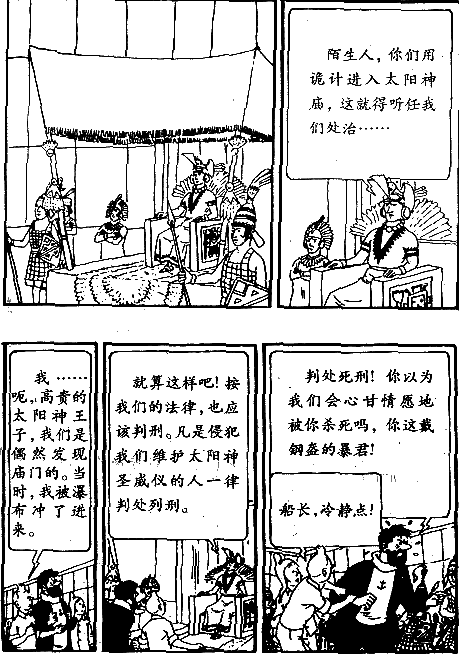 陌生人，你们用
诡计进入太阳神
庙，这就得听任我
们处治……
我……
呃，高贵的
太阳神王
子，我们是
偶然发现
庙门的。当
时，我被瀑
布冲了进
来。
就算这样吧！按
我们的法律，也应
该判刑。凡是侵犯
我们维护太阳神
圣威仪的人一律
判处列刑。
判处死刑！你以为
我们会心甘情愿地
被你杀死吗，你这戴
钢盔的暴君！
船长，冷静点！